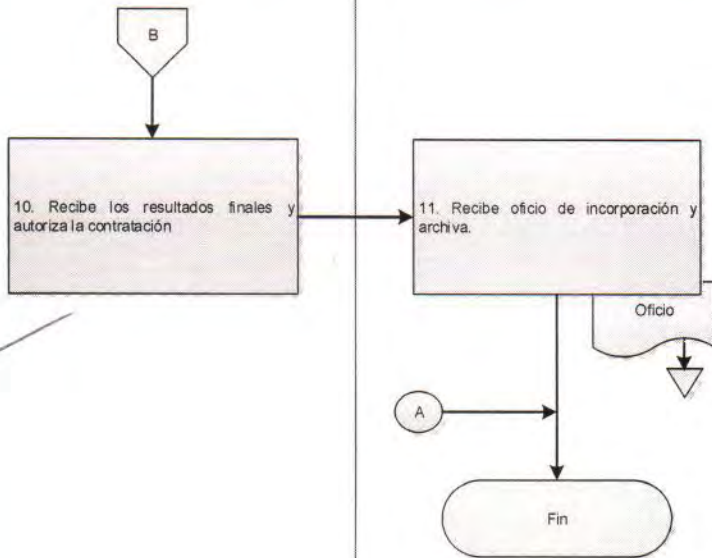 B
10. Recibe los resultados finales y
autoriza la contratación
11. Recibe oficio de incorporación y
archiva.
Oficio
A
Fin